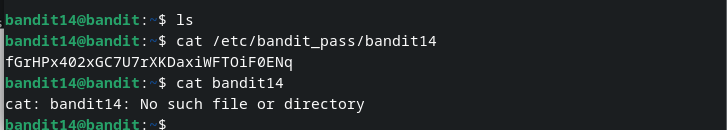 bandit14@bandit:~$ ls
bandit14@bandit:~$ cat /etc/bandit_pass/bandit14
fGrHPx402xGC7U7rXKDaxiWFTOiF0ENq
bandit14@bandit:~$ cat bandit14
cat: bandit14: No such file or directory
bandit14@bandit:~$